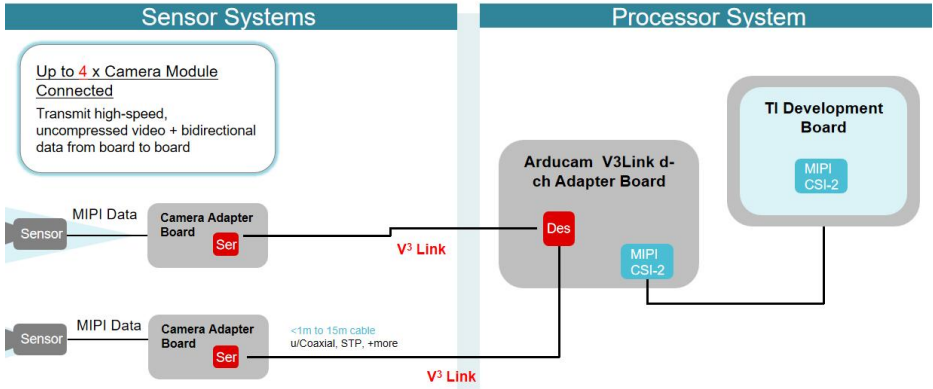 Sensor Systems
Processor System
Up to 4 x Camera Module
Connected
Transmit high-speed,
uncompressed video + bidirectional
data from board to board
TI Development
Board
MIPI
CSI-2
Arducam V3Link d-
ch Adapter Board
Des
MIPI
CSI-2
Sensor
MIPI Data
Camera Adapter
Board
Ser
V³ Link
Sensor
MIPI Data
Camera Adapter
Board
Ser
<1m to 15m cable
u/Coaxial, STP, +more
V³ Link